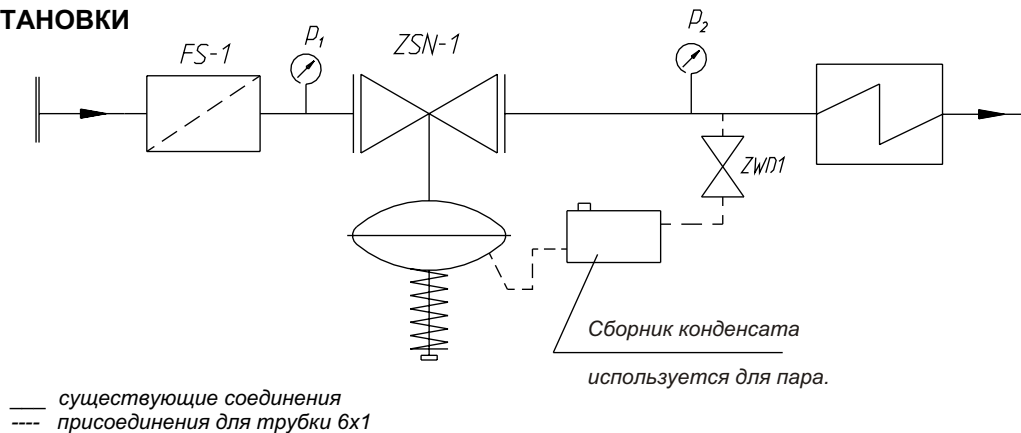 ТАНОВКИ
FS-1
P1
ZSN-1
P2
ZWD1
Сборник конденсата
используется для пара.
___ существующие соединения
---- присоединения для трубки 6x1